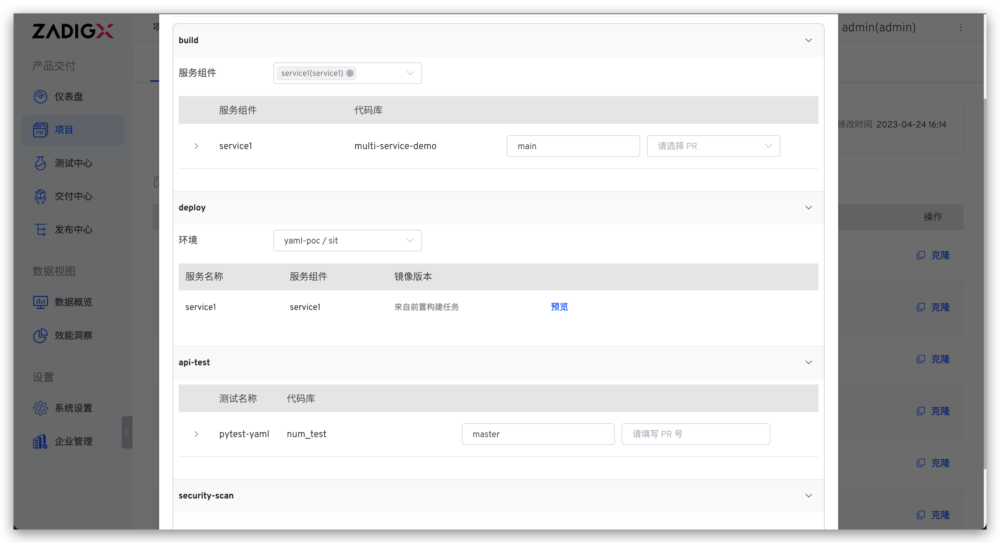 ZADIGX
产品交付
仪表盘
PM
项目
测试中心
交付中心
发布中心
数据视图
数据概览
效能洞察
设置
系统设置
企业管理
项
admin(admin)
build
服务组件 service1(service1)
服务组件 代码库
service1 multi-service-demo main 请选择 PR
deploy
环境 yaml-poc / sit
服务名称 服务组件 镜像版本
service1 service1 来自前置构建任务 预览
api-test
测试名称 代码库
pytest-yaml num_test master 请填写 PR 号
security-scan
修改时间 2023-04-24 16:14
操作
克隆
克隆
克隆
克隆
克隆
克隆